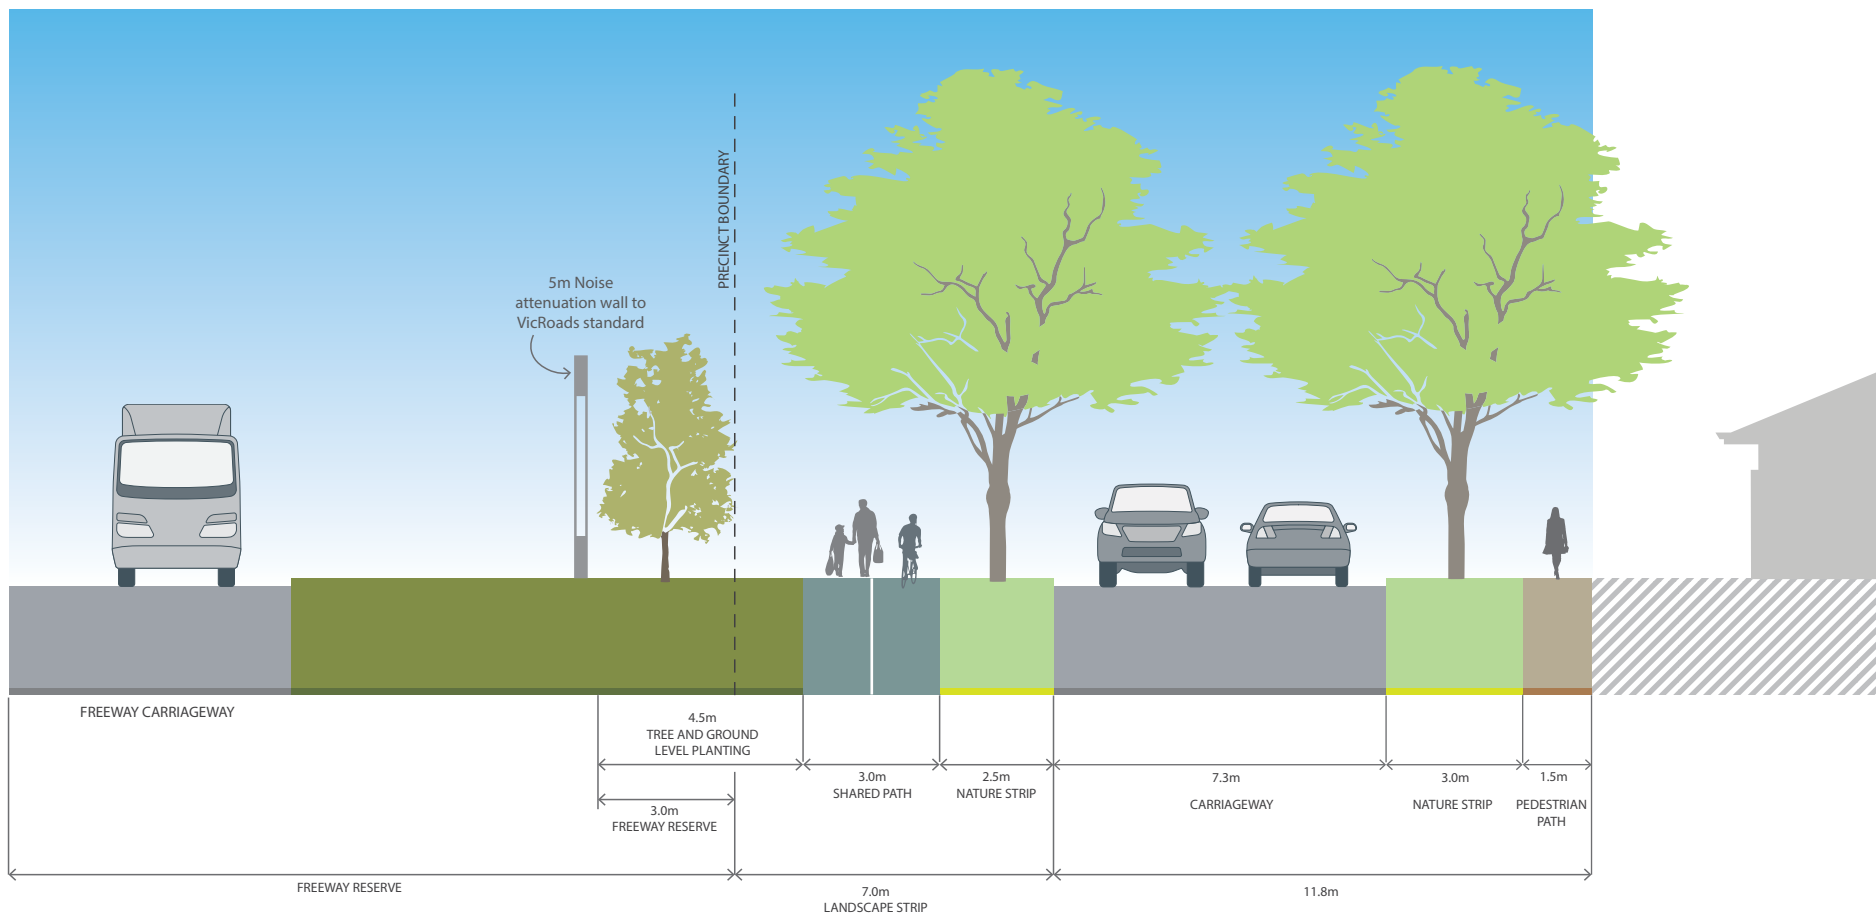 PRECINCT BOUNDARY
5m Noise
attenuation wall to
VicRoads standard
FREEWAY CARRIAGEWAY
4.5m
TREE AND GROUND
LEVEL PLANTING
3.0m
SHARED PATH
2.5m
NATURE STRIP
7.3m
CARRIAGEWAY
3.0m
NATURE STRIP
1.5m
PEDESTRIAN
PATH
3.0m
FREEWAY RESERVE
FREEWAY RESERVE
7.0m
LANDSCAPE STRIP
11.8m